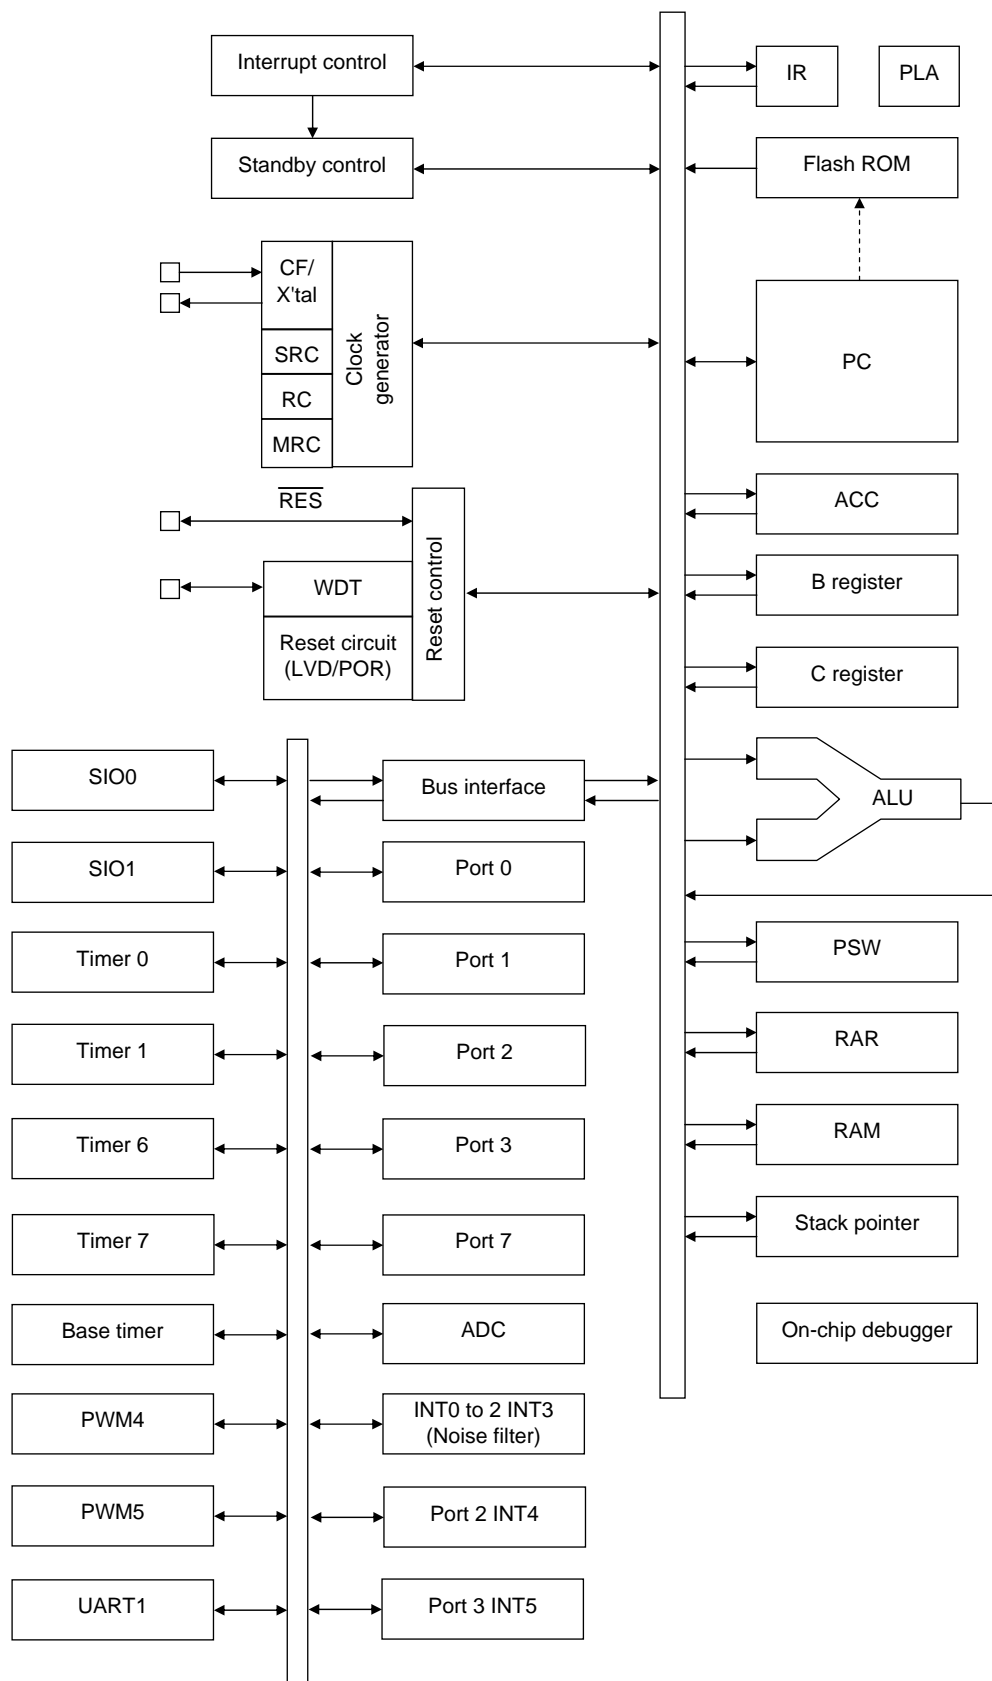 Interrupt control
IR
PLA
Standby control
Flash ROM
CF/
X'tal
SRC
RC
MRC
Clock
generator
PC
RES
WDT
Reset circuit
(LVD/POR)
Reset control
ACC
B register
C register
ALU
SIO0
Bus interface
SIO1
Port 0
Timer 0
Port 1
PSW
Timer 1
Port 2
RAR
Timer 6
Port 3
RAM
Timer 7
Port 7
Stack pointer
Base timer
ADC
On-chip debugger
PWM4
INT0 to 2 INT3
(Noise filter)
PWM5
Port 2 INT4
UART1
Port 3 INT5